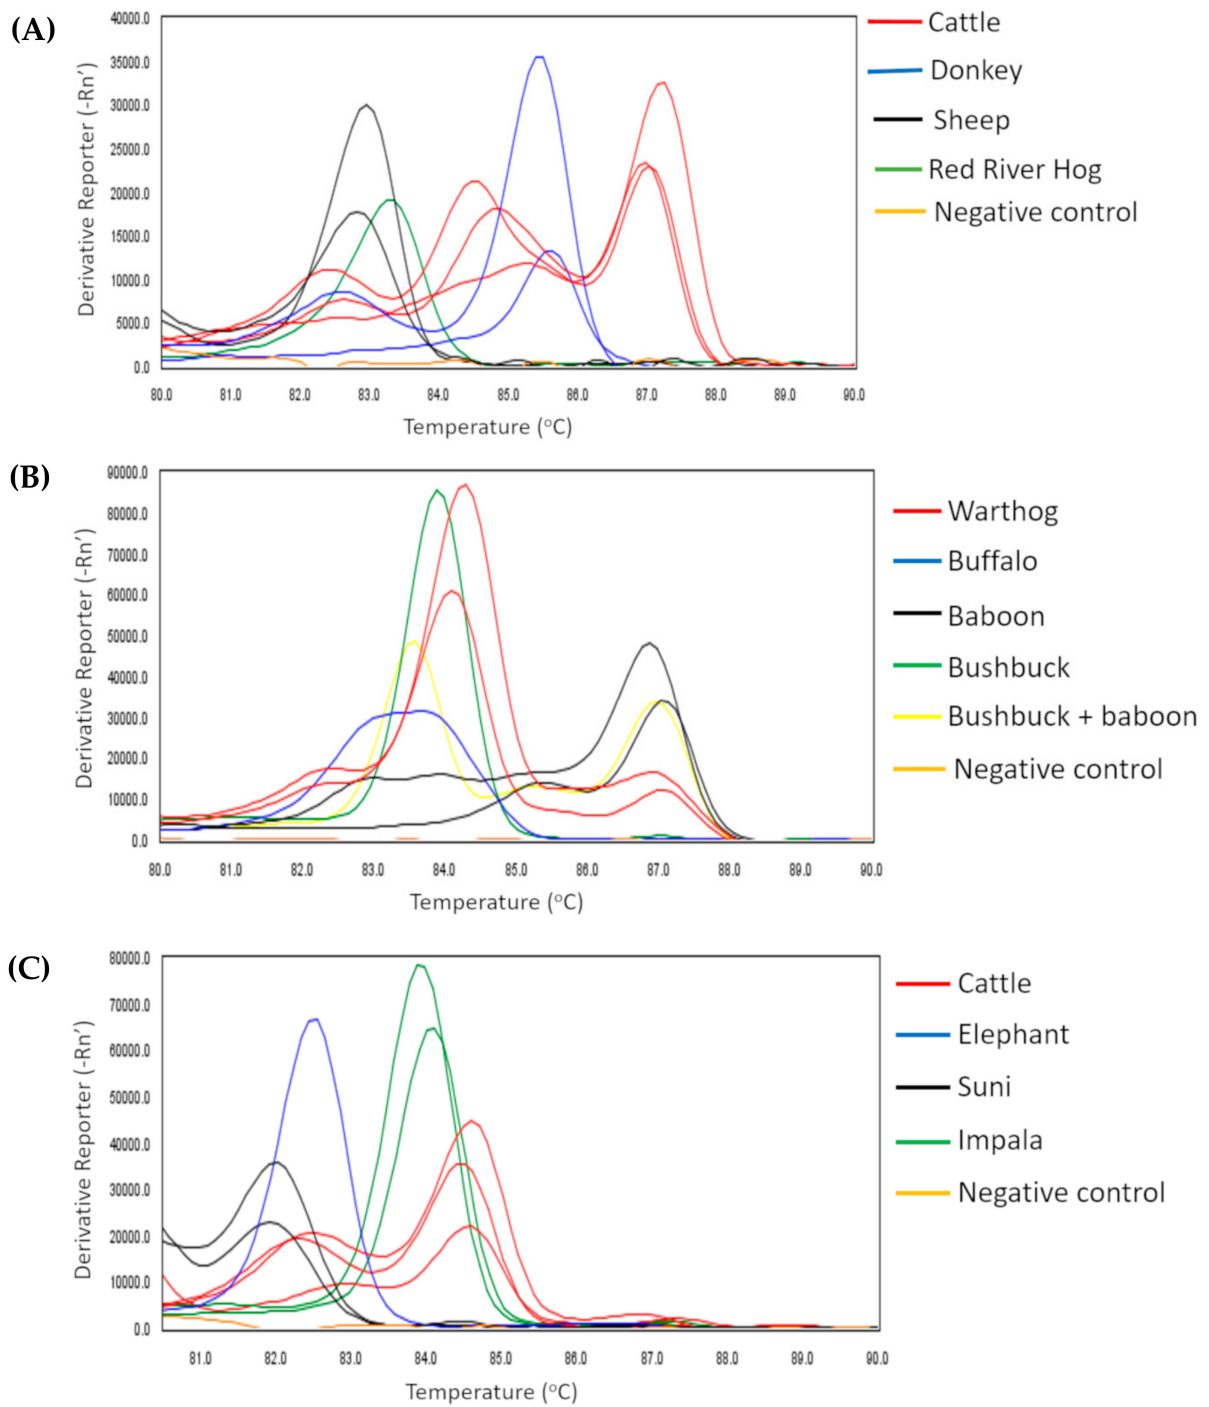 (A)
40000.0
35000.0
30000.0
25000.0
20000.0
15000.0
10000.0
5000.0
0.0
Derivative Reporter (-Rn’)
80.0 81.0 82.0 83.0 84.0 85.0 86.0 87.0 88.0 89.0 90.0
Temperature (°C)
Cattle
Donkey
Sheep
Red River Hog
Negative control
(B)
90000.0
80000.0
70000.0
60000.0
50000.0
40000.0
30000.0
20000.0
10000.0
0.0
Derivative Reporter (-Rn’)
80.0 81.0 82.0 83.0 84.0 85.0 86.0 87.0 88.0 89.0 90.0
Temperature (°C)
Warthog
Buffalo
Baboon
Bushbuck
Bushbuck + baboon
Negative control
(C)
80000.0
70000.0
60000.0
50000.0
40000.0
30000.0
20000.0
10000.0
0.0
Derivative Reporter (-Rn’)
81.0 82.0 83.0 84.0 85.0 86.0 87.0 88.0 89.0 90.0
Temperature (°C)
Cattle
Elephant
Suni
Impala
Negative control